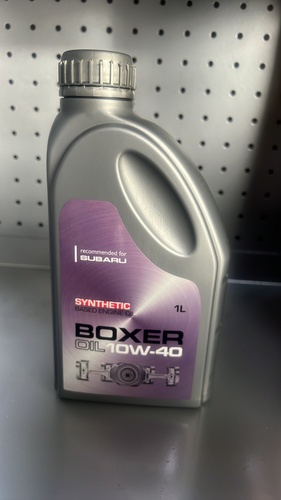 recommended for
SUBARU
SYNTHETIC
1L
BASED ENGINE OIL
BOXER
OIL 10W-40